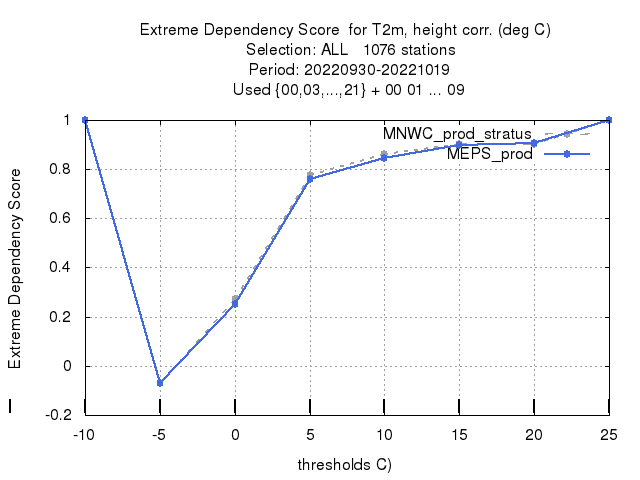 Extreme Dependency Score  for T2m, height corr. (deg C)
Selection: ALL   1076 stations
Period: 20220930-20221019
Used {00,03,...,21} + 00 01 ... 09
MNWC_prod_stratus
MEPS_prod
Extreme Dependency Score
1
0.8
0.6
0.4
0.2
0
-0.2
-10 -5 0 5 10 15 20 25
thresholds C)